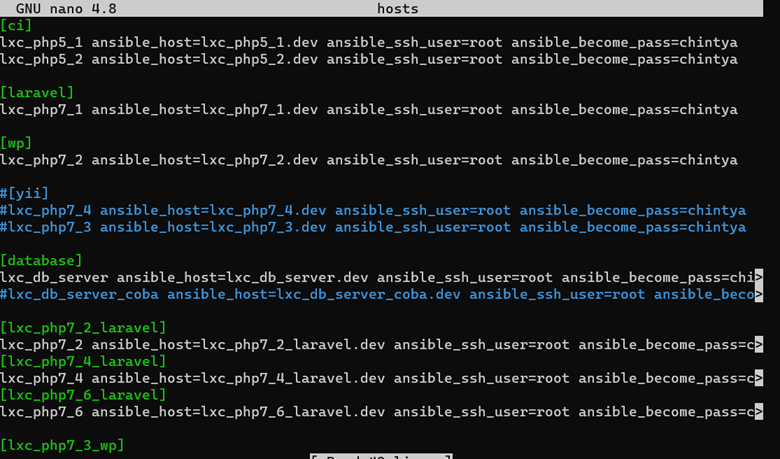 GNU nano 4.8 hosts
[ci]
lxc_php5_1 ansible_host=lxc_php5_1.dev ansible_ssh_user=root ansible_become_pass=chintya
lxc_php5_2 ansible_host=lxc_php5_2.dev ansible_ssh_user=root ansible_become_pass=chintya
[laravel]
lxc_php7_1 ansible_host=lxc_php7_1.dev ansible_ssh_user=root ansible_become_pass=chintya
[wp]
lxc_php7_2 ansible_host=lxc_php7_2.dev ansible_ssh_user=root ansible_become_pass=chintya
#[yii]
#lxc_php7_4 ansible_host=lxc_php7_4.dev ansible_ssh_user=root ansible_become_pass=chintya
#lxc_php7_3 ansible_host=lxc_php7_3.dev ansible_ssh_user=root ansible_become_pass=chintya
[database]
lxc_db_server ansible_host=lxc_db_server.dev ansible_ssh_user=root ansible_become_pass=chi>
#lxc_db_server_coba ansible_host=lxc_db_server_coba.dev ansible_ssh_user=root ansible_beco>
[lxc_php7_2_laravel]
lxc_php7_2 ansible_host=lxc_php7_2_laravel.dev ansible_ssh_user=root ansible_become_pass=c>
[lxc_php7_4_laravel]
lxc_php7_4 ansible_host=lxc_php7_4_laravel.dev ansible_ssh_user=root ansible_become_pass=c>
[lxc_php7_6_laravel]
lxc_php7_6 ansible_host=lxc_php7_6_laravel.dev ansible_ssh_user=root ansible_become_pass=c>
[lxc_php7_3_wp]